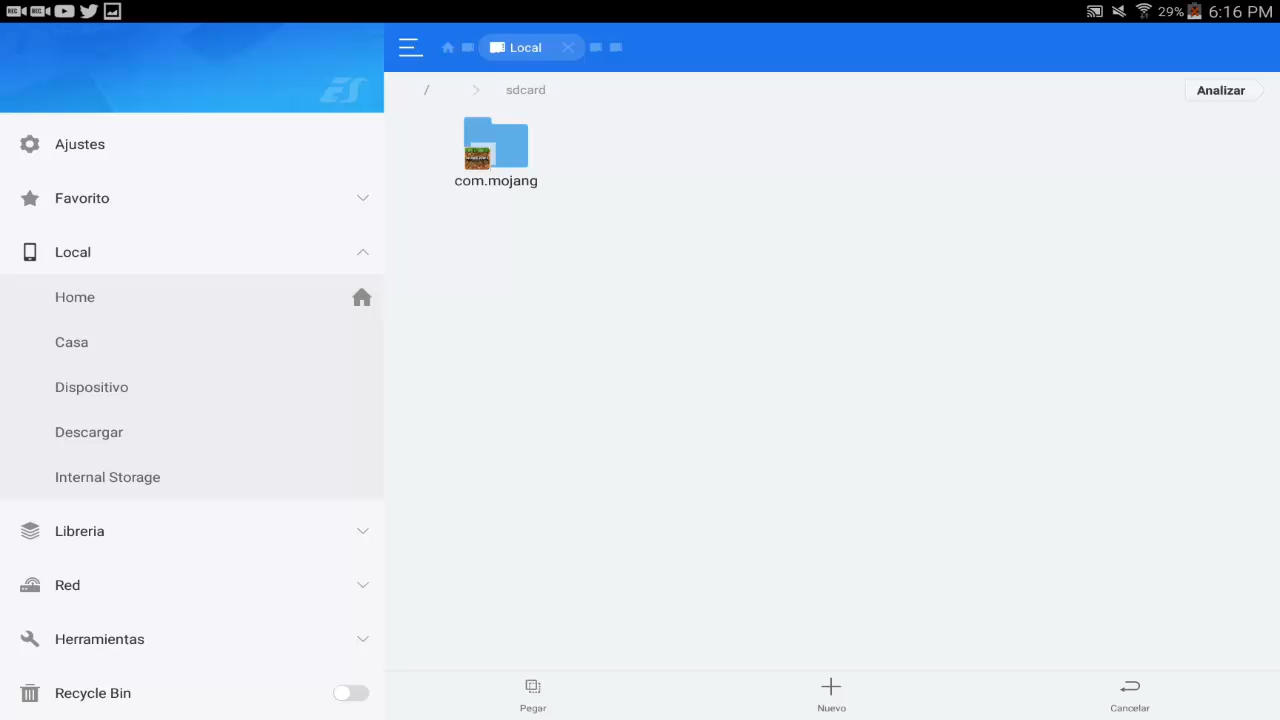 29% 6:16 PM
ES
Local
/ > sdcard
Analizar
com.mojang
Ajustes
Favorito
Local
Home
Casa
Dispositivo
Descargar
Internal Storage
Libreria
Red
Herramientas
Recycle Bin
Pegar
Nuevo
Cancelar